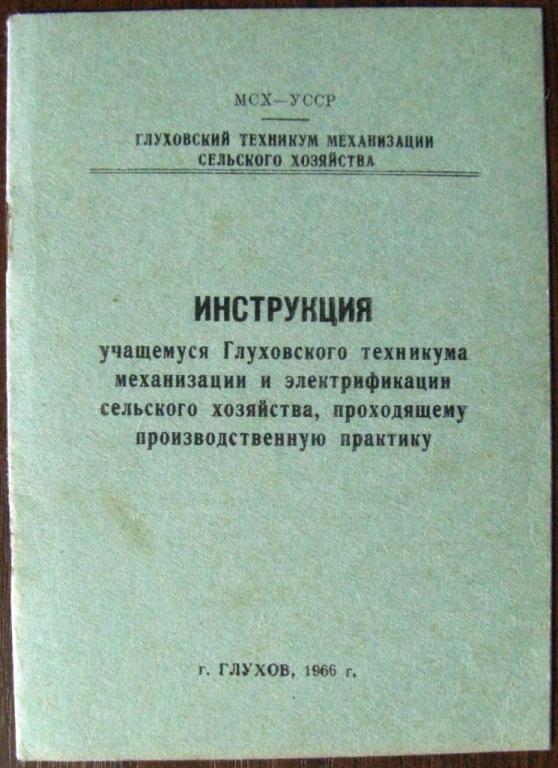 МСХ—УССР
ГЛУХОВСКИЙ ТЕХНИКУМ МЕХАНИЗАЦИИ
СЕЛЬСКОГО ХОЗЯЙСТВА
ИНСТРУКЦИЯ
учащемуся Глуховского техникума
механизации и электрификации
сельского хозяйства, проходящему
производственную практику
г. ГЛУХОВ, 1966 г.